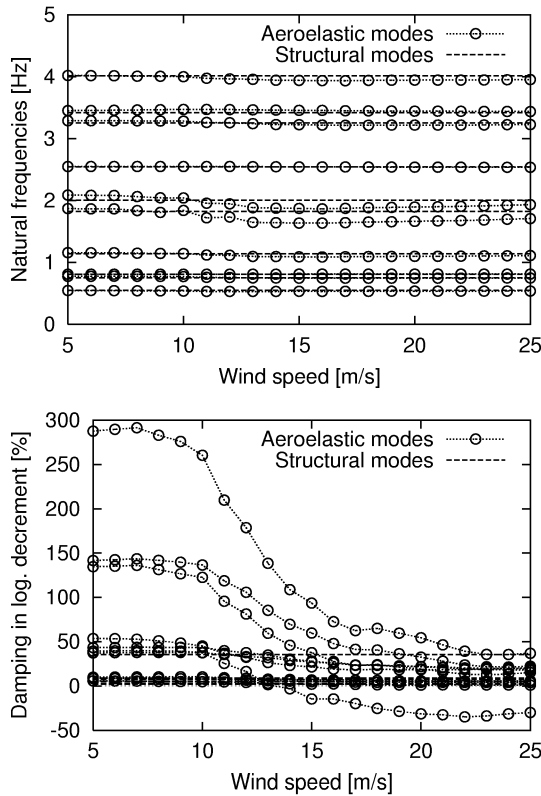 Aeroelastic modes
Structural modes
Natural frequencies [Hz]
5
4
3
2
1
0
5 10 15 20 25
Wind speed [m/s]
Aeroelastic modes
Structural modes
Damping in log. decrement [%]
300
250
200
150
100
50
0
-50
5 10 15 20 25
Wind speed [m/s]